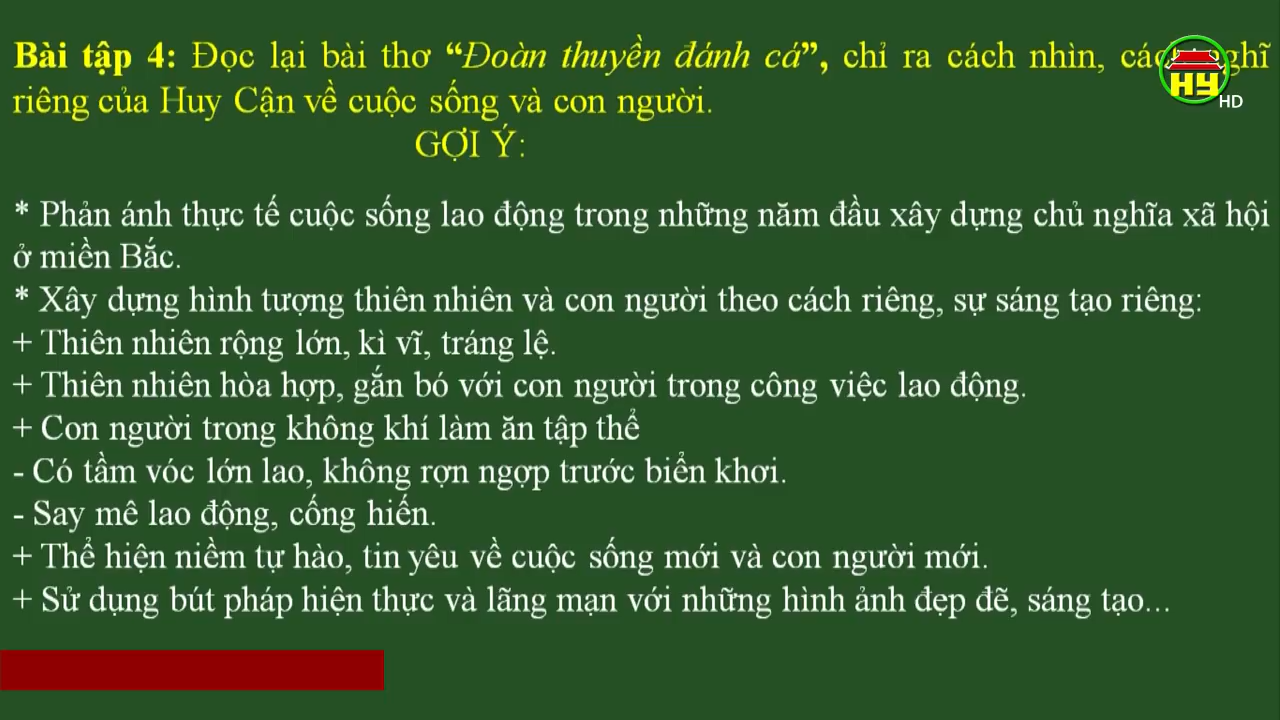 Bài tập 4: Đọc lại bài thơ “Đoàn thuyền đánh cá”, chỉ ra cách nhìn, cách nghĩ
riêng của Huy Cận về cuộc sống và con người.
HY
HD
GỢI Ý:
* Phản ánh thực tế cuộc sống lao động trong những năm đầu xây dựng chủ nghĩa xã hội
ở miền Bắc.
* Xây dựng hình tượng thiên nhiên và con người theo cách riêng, sự sáng tạo riêng:
+ Thiên nhiên rộng lớn, kì vĩ, tráng lệ.
+ Thiên nhiên hòa hợp, gắn bó với con người trong công việc lao động.
+ Con người trong không khí làm ăn tập thể
- Có tầm vóc lớn lao, không rợn ngợp trước biển khơi.
- Say mê lao động, cống hiến.
+ Thể hiện niềm tự hào, tin yêu về cuộc sống mới và con người mới.
+ Sử dụng bút pháp hiện thực và lãng mạn với những hình ảnh đẹp đẽ, sáng tạo...